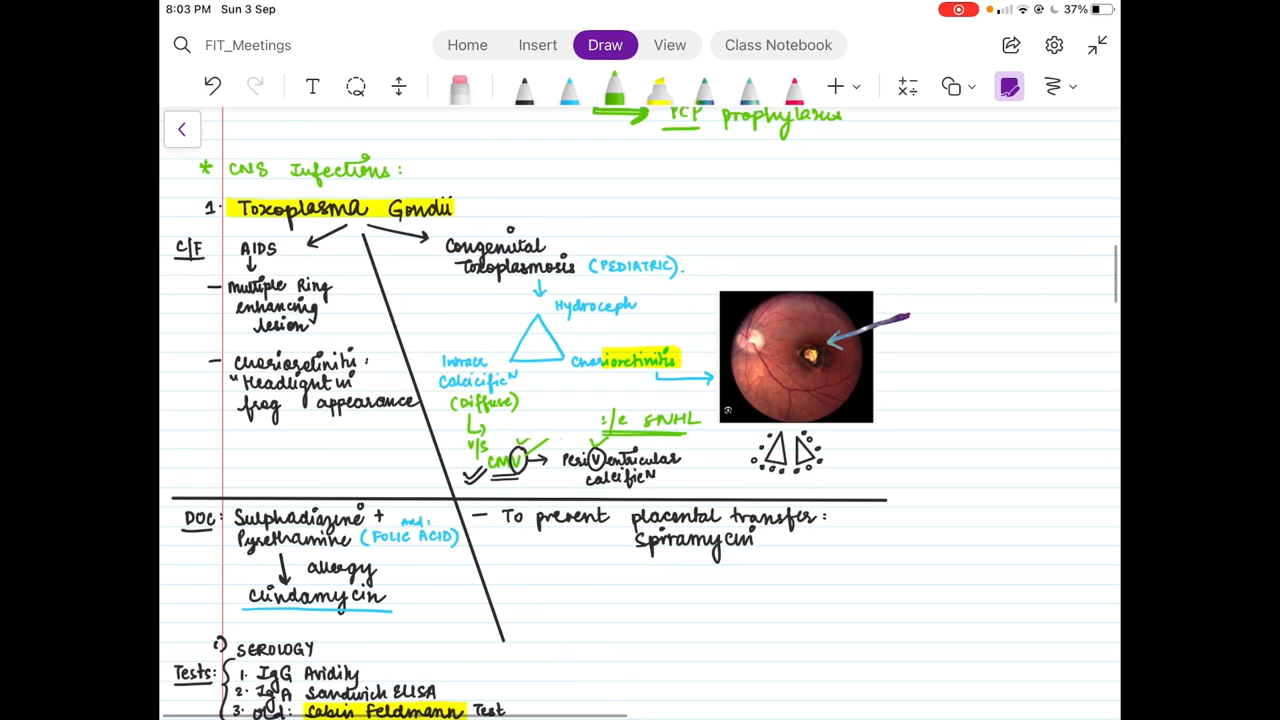 8:03 PM Sun 3 Sep
37%
FIT_Meetings
Home Insert Draw View Class Notebook
PCP prophylaxis
* CNS Infections:
1. Toxoplasma Gondii
C/F AIDS
- Multiple Ring
enhancing
lesion
- Chorioretinitis:
"Headlight in
frog appearance
Congenital
Toxoplasmosis (PEDIATRIC).
Hydroceph
Intrace
Calcificᴺ
(Diffuse)
Chorioretinitis
V/S
CMV → PeriVentricular
calcificᴺ
:/c SNHL
DOC: Sulphadiazine +
Pyrethamine (FOLIC ACID)
allergy
Clindamycin
- To prevent placental transfer:
Spiramycin
i) SEROLOGY
Tests:
1. IgG Avidity
2. IgA Sandwich ELISA
3. Old: Sabin Feldmann Test